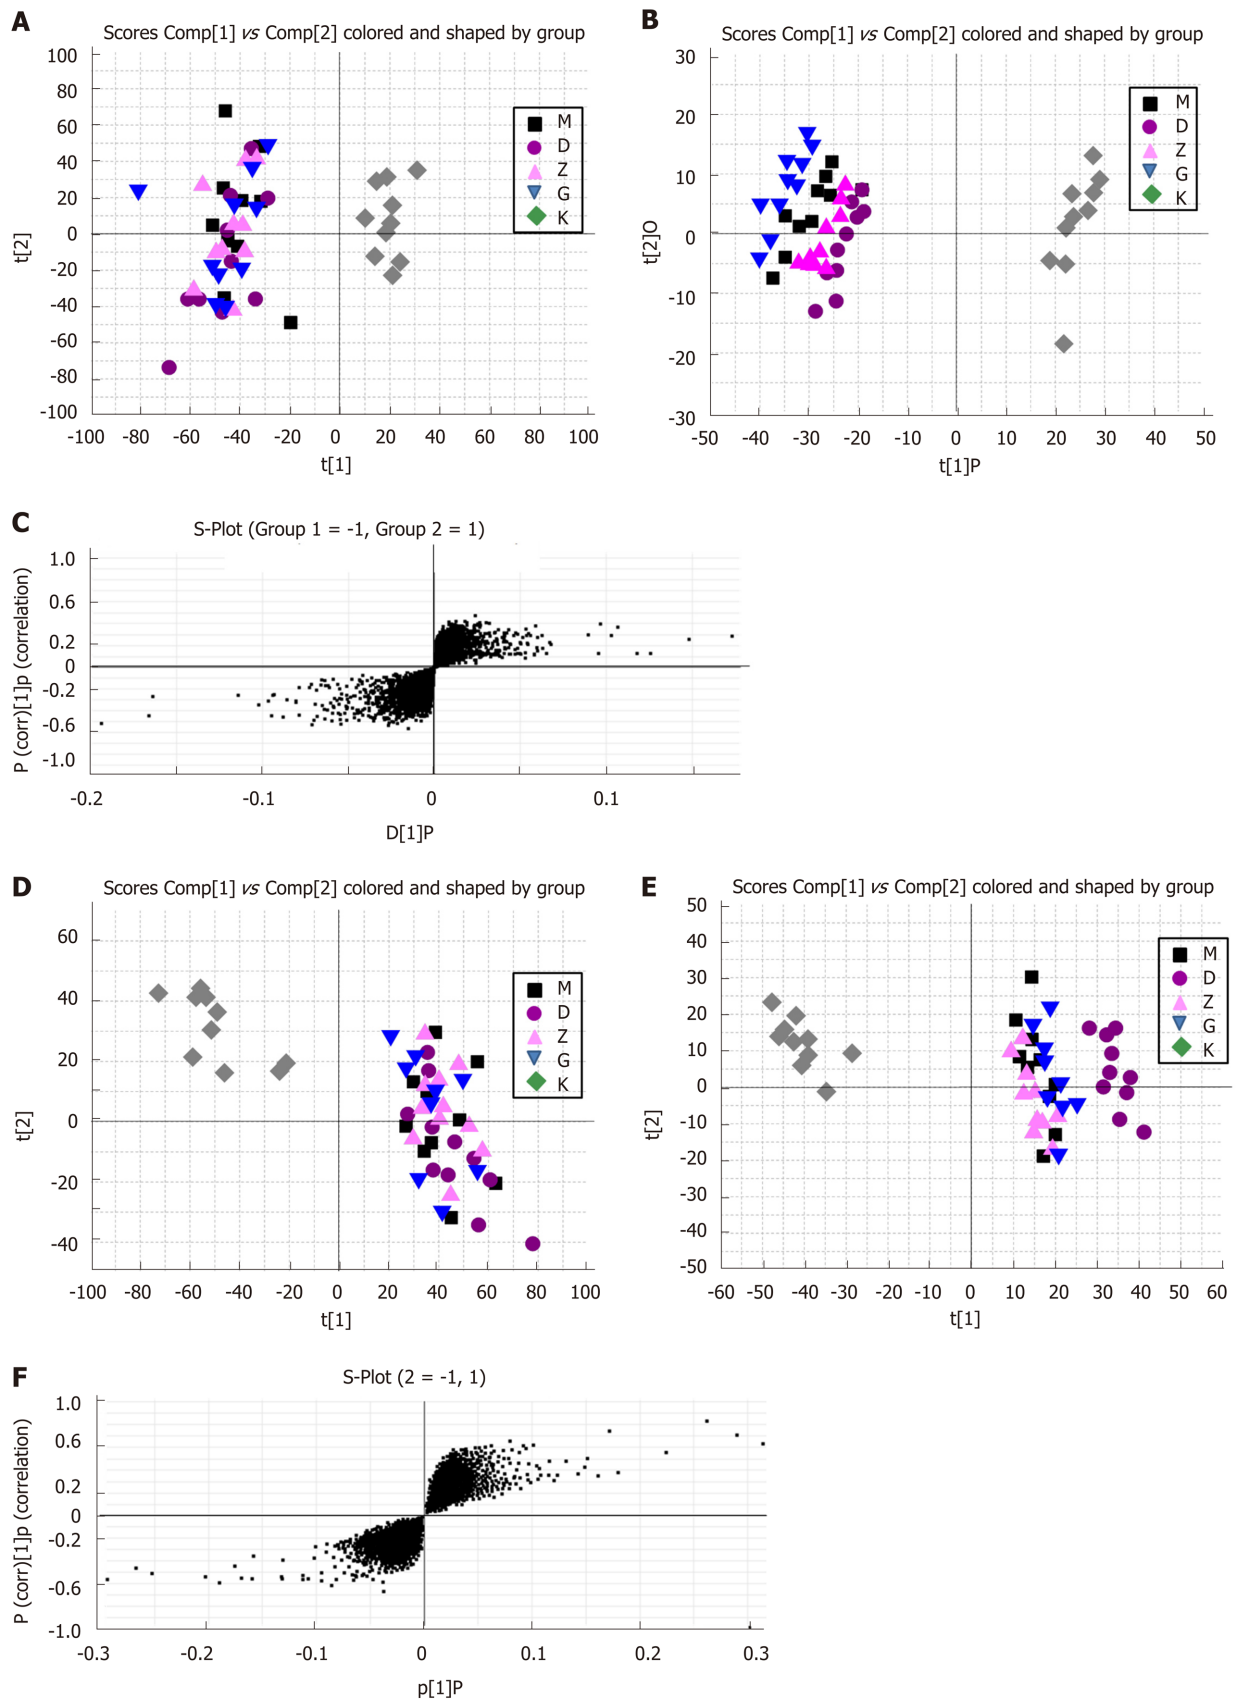 A
Scores Comp[1] vs Comp[2] colored and shaped by group
100
80
60
40
20
0
-20
-40
-60
-80
-100
t[2]
M
D
Z
G
K
-100 -80 -60 -40 -20 0 20 40 60 80 100
t[1]
B
Scores Comp[1] vs Comp[2] colored and shaped by group
30
20
10
0
-10
-20
-30
t[2]O
M
D
Z
G
K
-50 -40 -30 -20 -10 0 10 20 30 40 50
t[1]P
C
S-Plot (Group 1 = -1, Group 2 = 1)
1.0
0.6
0.2
0
-0.2
-0.6
-1.0
P (corr)[1]p (correlation)
-0.2 -0.1 0 0.1
D[1]P
D
Scores Comp[1] vs Comp[2] colored and shaped by group
60
40
20
0
-20
-40
t[2]
M
D
Z
G
K
-100 -80 -60 -40 -20 0 20 40 60 80 100
t[1]
E
Scores Comp[1] vs Comp[2] colored and shaped by group
50
40
30
20
10
0
-10
-20
-30
-40
-50
t[2]
M
D
Z
G
K
-60 -50 -40 -30 -20 -10 0 10 20 30 40 50 60
t[1]
F
S-Plot (2 = -1, 1)
1.0
0.6
0.2
0
-0.2
-0.6
-1.0
P (corr)[1]p (correlation)
-0.3 -0.2 -0.1 0 0.1 0.2 0.3
p[1]P